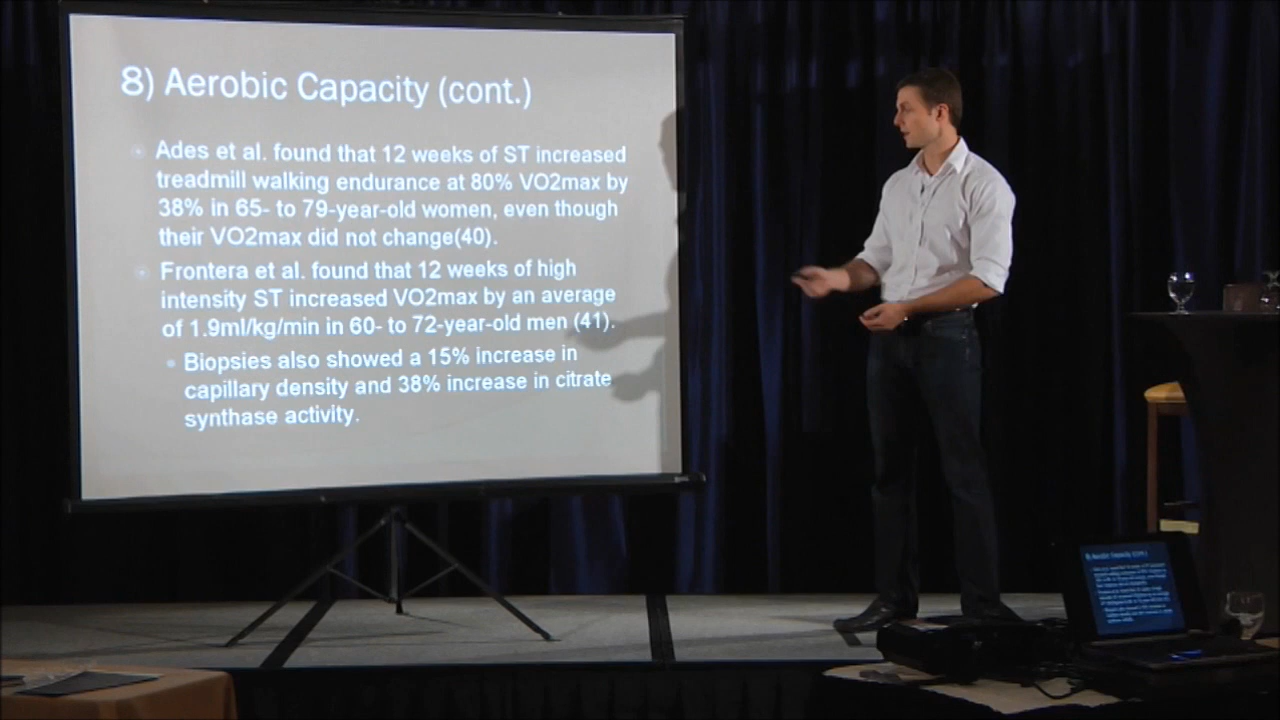 8) Aerobic Capacity (cont.)
Ades et al. found that 12 weeks of ST increased
treadmill walking endurance at 80% VO2max by
38% in 65- to 79-year-old women, even though
their VO2max did not change(40).
Frontera et al. found that 12 weeks of high
intensity ST increased VO2max by an average
of 1.9ml/kg/min in 60- to 72-year-old men (41).
Biopsies also showed a 15% increase in
capillary density and 38% increase in citrate
synthase activity.
8) Aerobic Capacity (cont.)